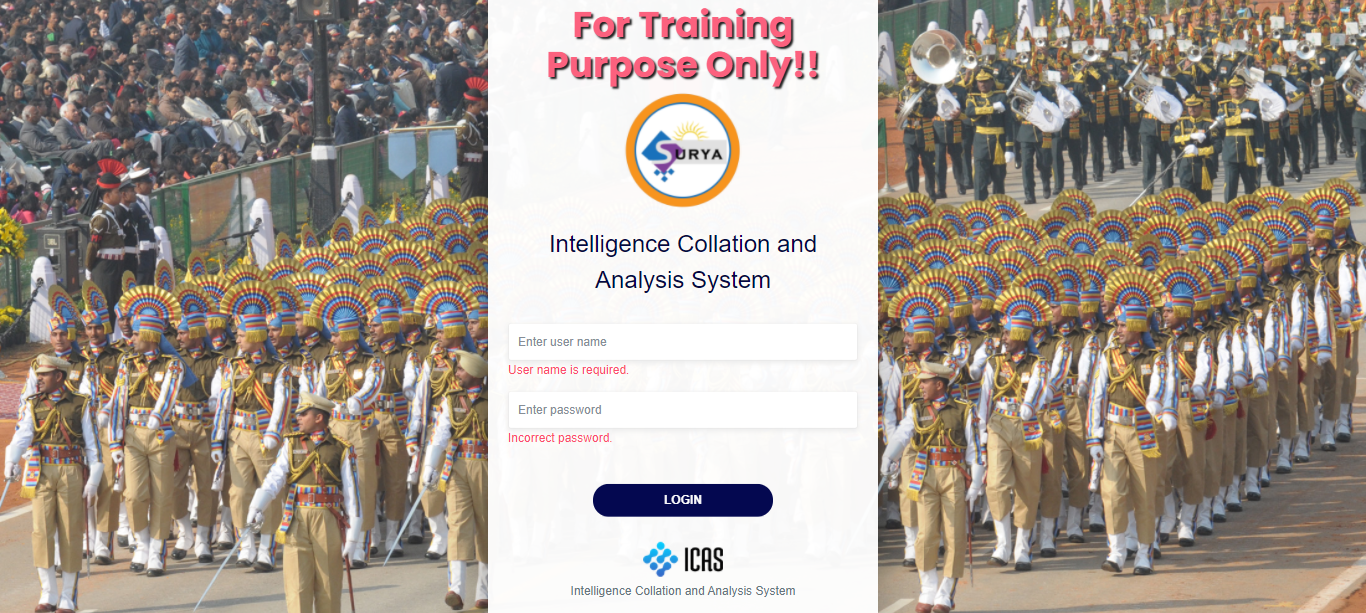 For Training
Purpose Only!!
SURYA
Intelligence Collation and
Analysis System
Enter user name
User name is required.
Enter password
Incorrect password.
LOGIN
ICAS
Intelligence Collation and Analysis System